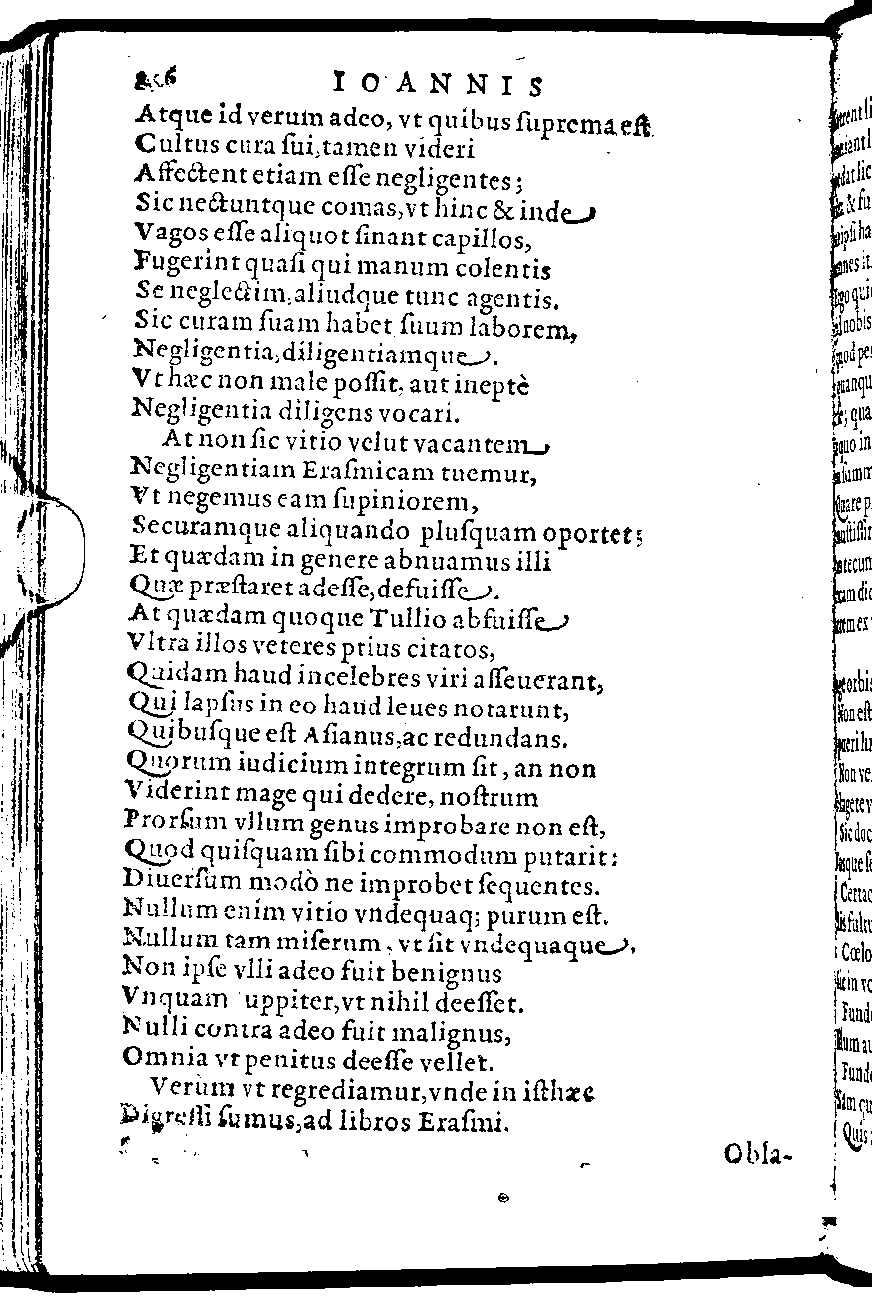 IOANNIS
Atque id verum adeo, vt quibus suprema est
Cultus cura sui, tamen videri
Affectent etiam esse negligentes;
Sic nectuntque comas, vt hinc & inde
Vagos esse aliquot sinant capillos,
Fugerint quasi qui manum colentis
Se neglectim, aliudque tunc agentis.
Sic curam suam habet suum laborem,
Negligentia, diligentiamque.
Vt hæc non male possit, aut ineptè
Negligentia diligens vocari.
At non sic vitio velut vacantem
Negligentiam Erasmicam tuemur,
Vt negemus eam supiniorem,
Securamque aliquando plusquam oportet;
Et quædam in genere abnuamus illi
Quæ præstaret adesse, defuisse.
At quædam quoque Tullio abfuisse
Vltra illos veteres prius citatos,
Quidam haud incelebres viri asseuerant,
Qui lapsus in eo haud leues notarunt,
Quibusque est Asianus, ac redundans.
Quorum iudicium integrum sit, an non
Viderint mage qui dedere, nostrum
Prorsum vllum genus improbare non est,
Quod quisquam sibi commodum putarit:
Diuersum modò ne improbet sequentes.
Nullum enim vitio vndequaq; purum est.
Nullum tam miserum, vt sit vndequaque,
Non ipse vlli adeo fuit benignus
Vnquam uppiter, vt nihil deesset.
Nulli contra adeo fuit malignus,
Omnia vt penitus deesse vellet.
Verùm vt regrediamur, vnde in isthæc
Digressi sumus, ad libros Erasmi.
Obla-